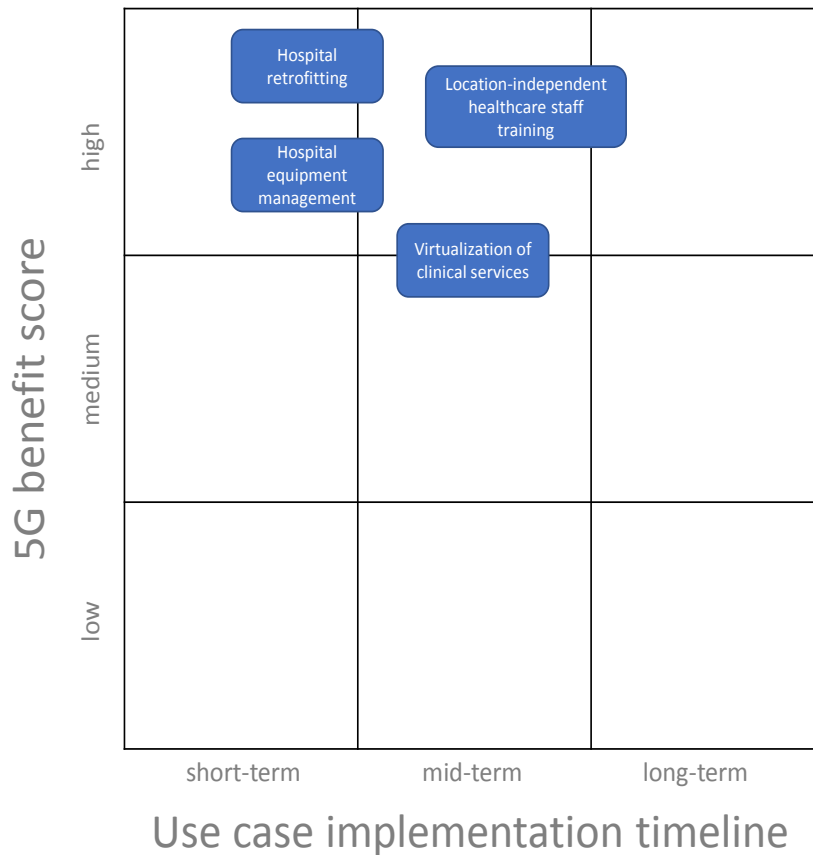 Hospital
retrofitting
Location-independent
healthcare staff
training
Hospital
equipment
management
Virtualization of
clinical services
high
medium
low
5G benefit score
short-term
mid-term
long-term
Use case implementation timeline